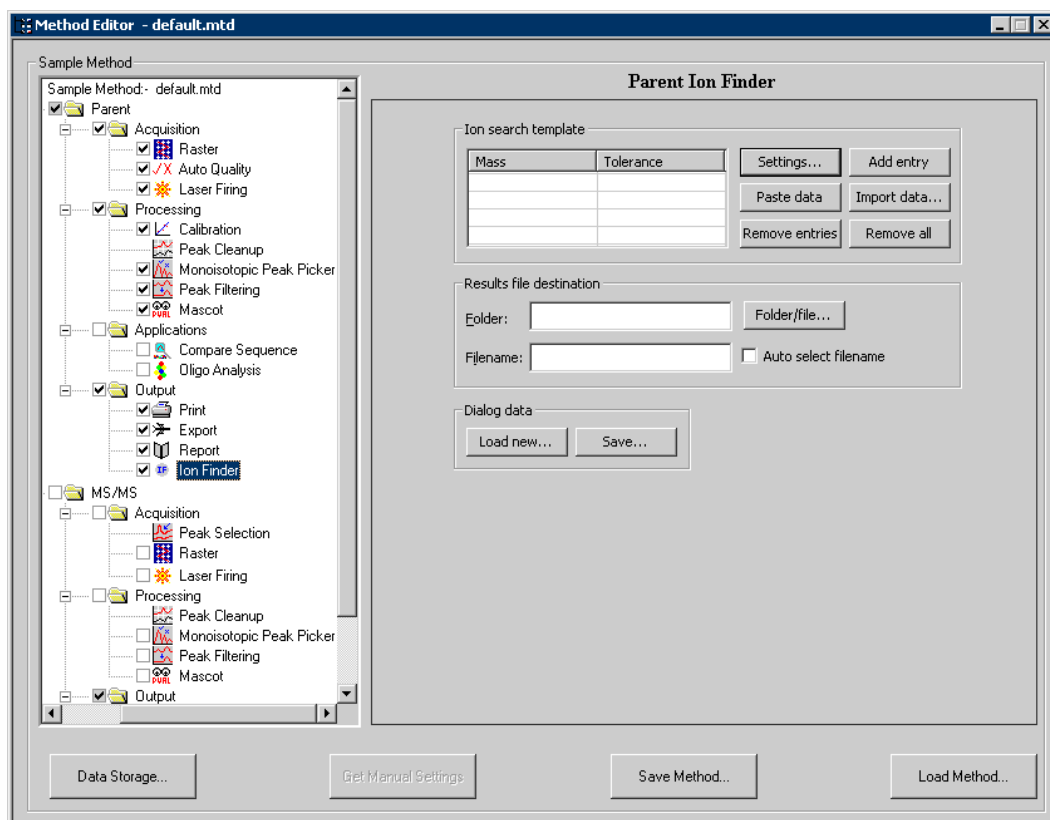 Method Editor - default.mtd
Sample Method
Sample Method:- default.mtd
Parent
Acquisition
Raster
Auto Quality
Laser Firing
Processing
Calibration
Peak Cleanup
Monoisotopic Peak Picker
Peak Filtering
Mascot
Applications
Compare Sequence
Oligo Analysis
Output
Print
Export
Report
IF Ion Finder
MS/MS
Acquisition
Peak Selection
Raster
Laser Firing
Processing
Peak Cleanup
Monoisotopic Peak Picker
Peak Filtering
Mascot
Output
Parent Ion Finder
Ion search template
Mass Tolerance
Settings... Add entry
Paste data Import data...
Remove entries Remove all
Results file destination
Folder: Folder/file...
Filename: Auto select filename
Dialog data
Load new... Save...
Data Storage... Get Manual Settings Save Method... Load Method...